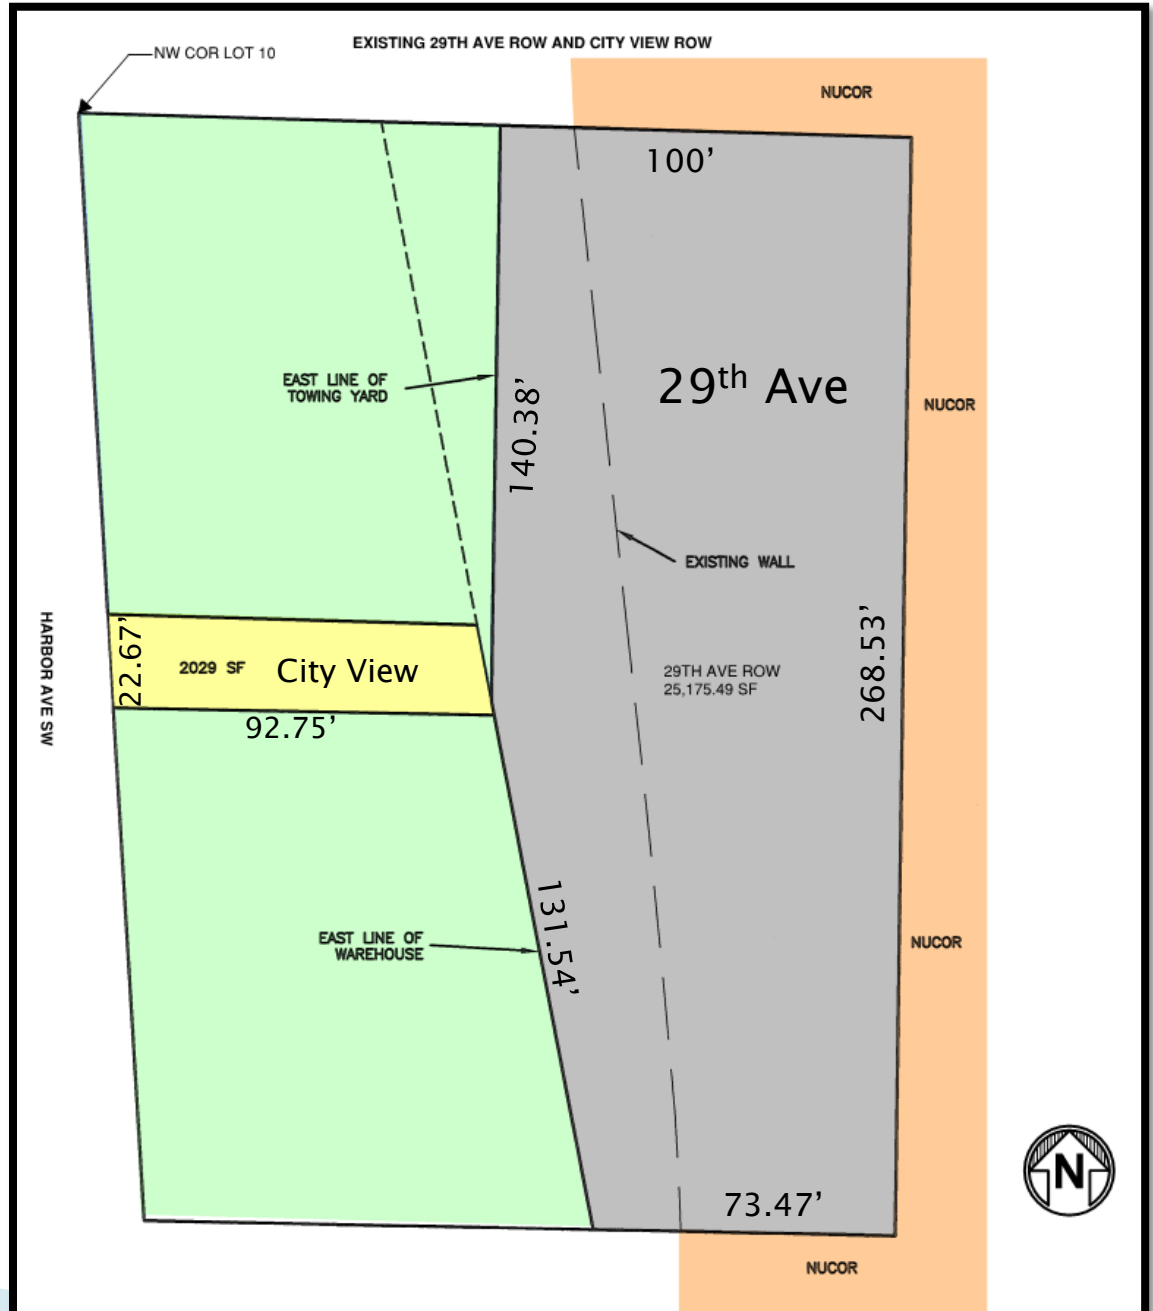 EXISTING 29TH AVE ROW AND CITY VIEW ROW
NW COR LOT 10
NUCOR
100’
EAST LINE OF
TOWING YARD
29th Ave
NUCOR
140.38’
EXISTING WALL
HARBOR AVE SW
22.67’
2029 SF
City View
29TH AVE ROW
25,175.49 SF
268.53’
92.75’
131.54’
EAST LINE OF
WAREHOUSE
NUCOR
N
73.47’
NUCOR